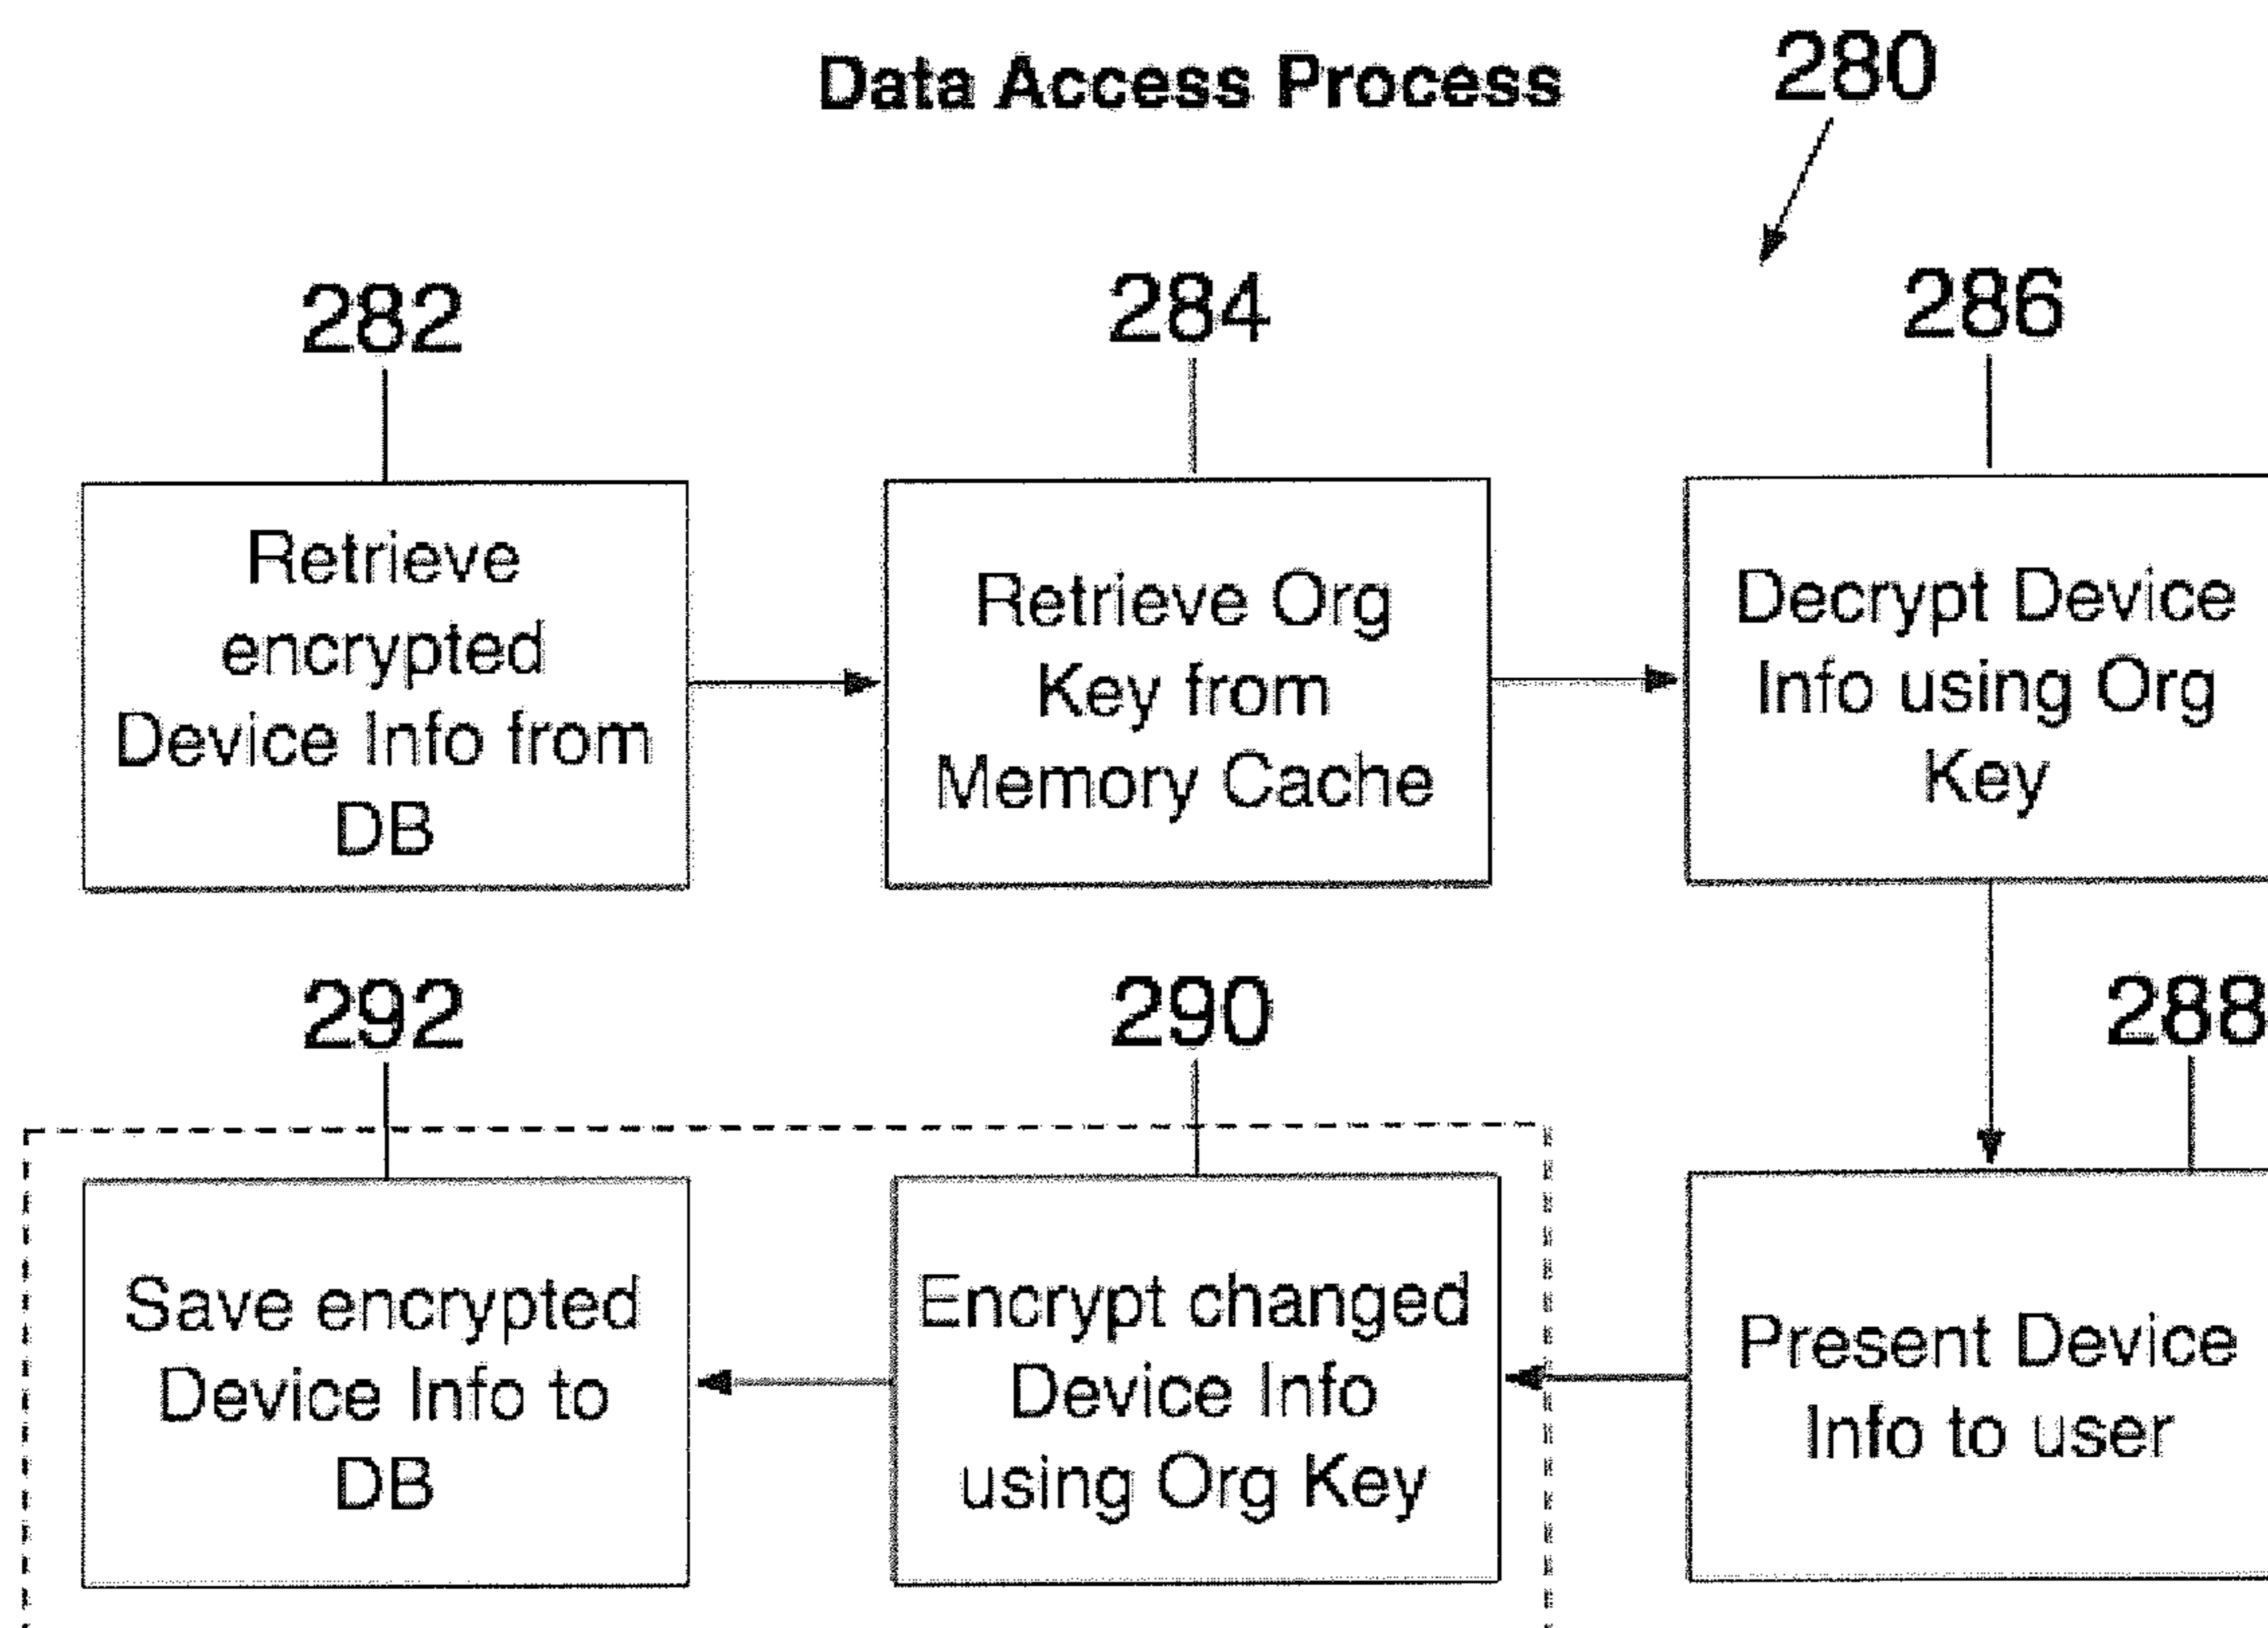 Data Access Process
280
282
284
286
Retrieve
encrypted
Device Info from
DB
Retrieve Org
Key from
Memory Cache
Decrypt Device
Info using Org
Key
292
290
288
Save encrypted
Device Info to
DB
Encrypt changed
Device Info
using Org Key
Present Device
Info to user